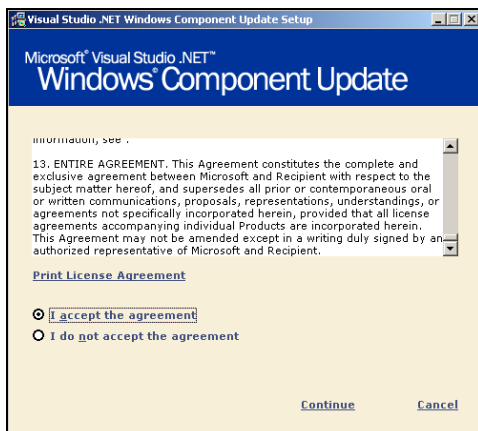 Visual Studio .NET Windows Component Update Setup
Microsoft® Visual Studio .NET™
Windows® Component Update
information, see .
13. ENTIRE AGREEMENT. This Agreement constitutes the complete and
exclusive agreement between Microsoft and Recipient with respect to the
subject matter hereof, and supersedes all prior or contemporaneous oral
or written communications, proposals, representations, understandings, or
agreements not specifically incorporated herein, provided that all license
agreements accompanying individual Products are incorporated herein.
This Agreement may not be amended except in a writing duly signed by an
authorized representative of Microsoft and Recipient.
Print License Agreement
I accept the agreement
I do not accept the agreement
Continue Cancel